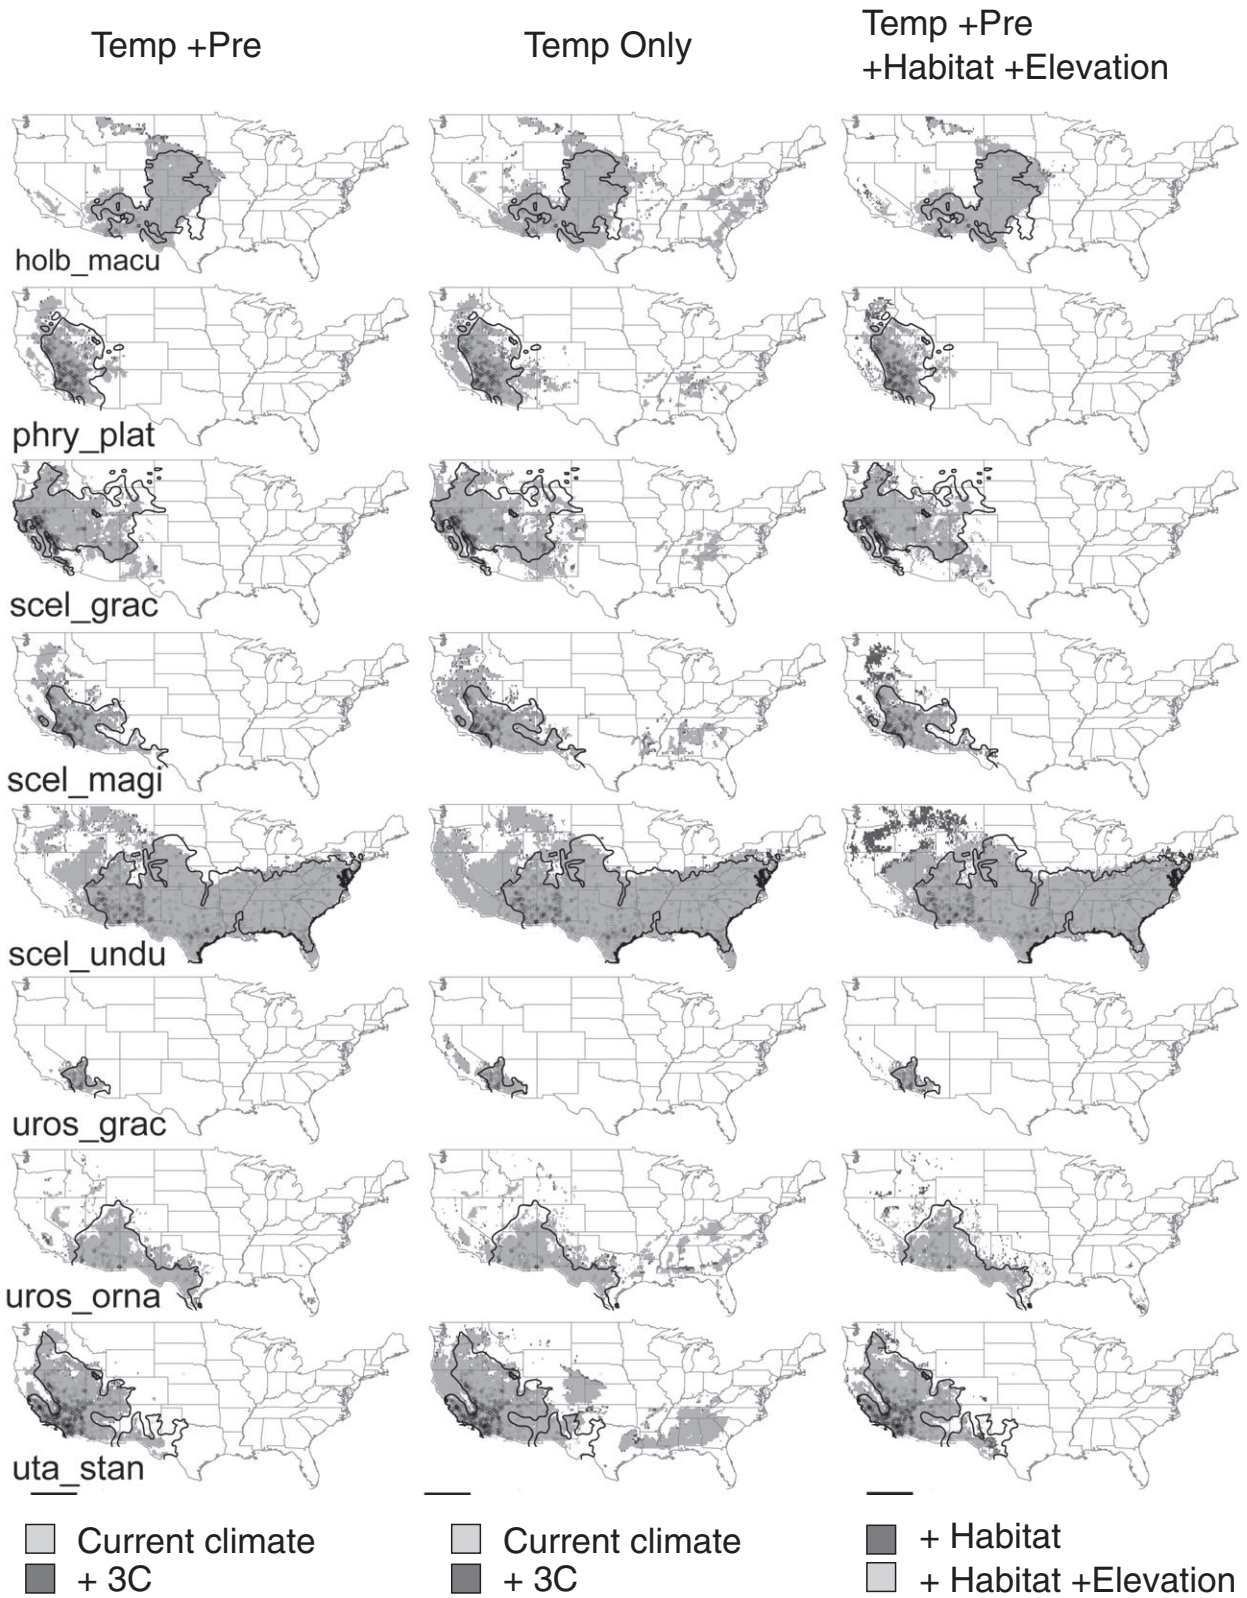 Temp +Pre
Temp Only
Temp +Pre
+Habitat +Elevation
holb_macu
phry_plat
scel_grac
scel_magi
scel_undu
uros_grac
uros_orna
uta_stan
Current climate
+ 3C
Current climate
+ 3C
+ Habitat
+ Habitat +Elevation